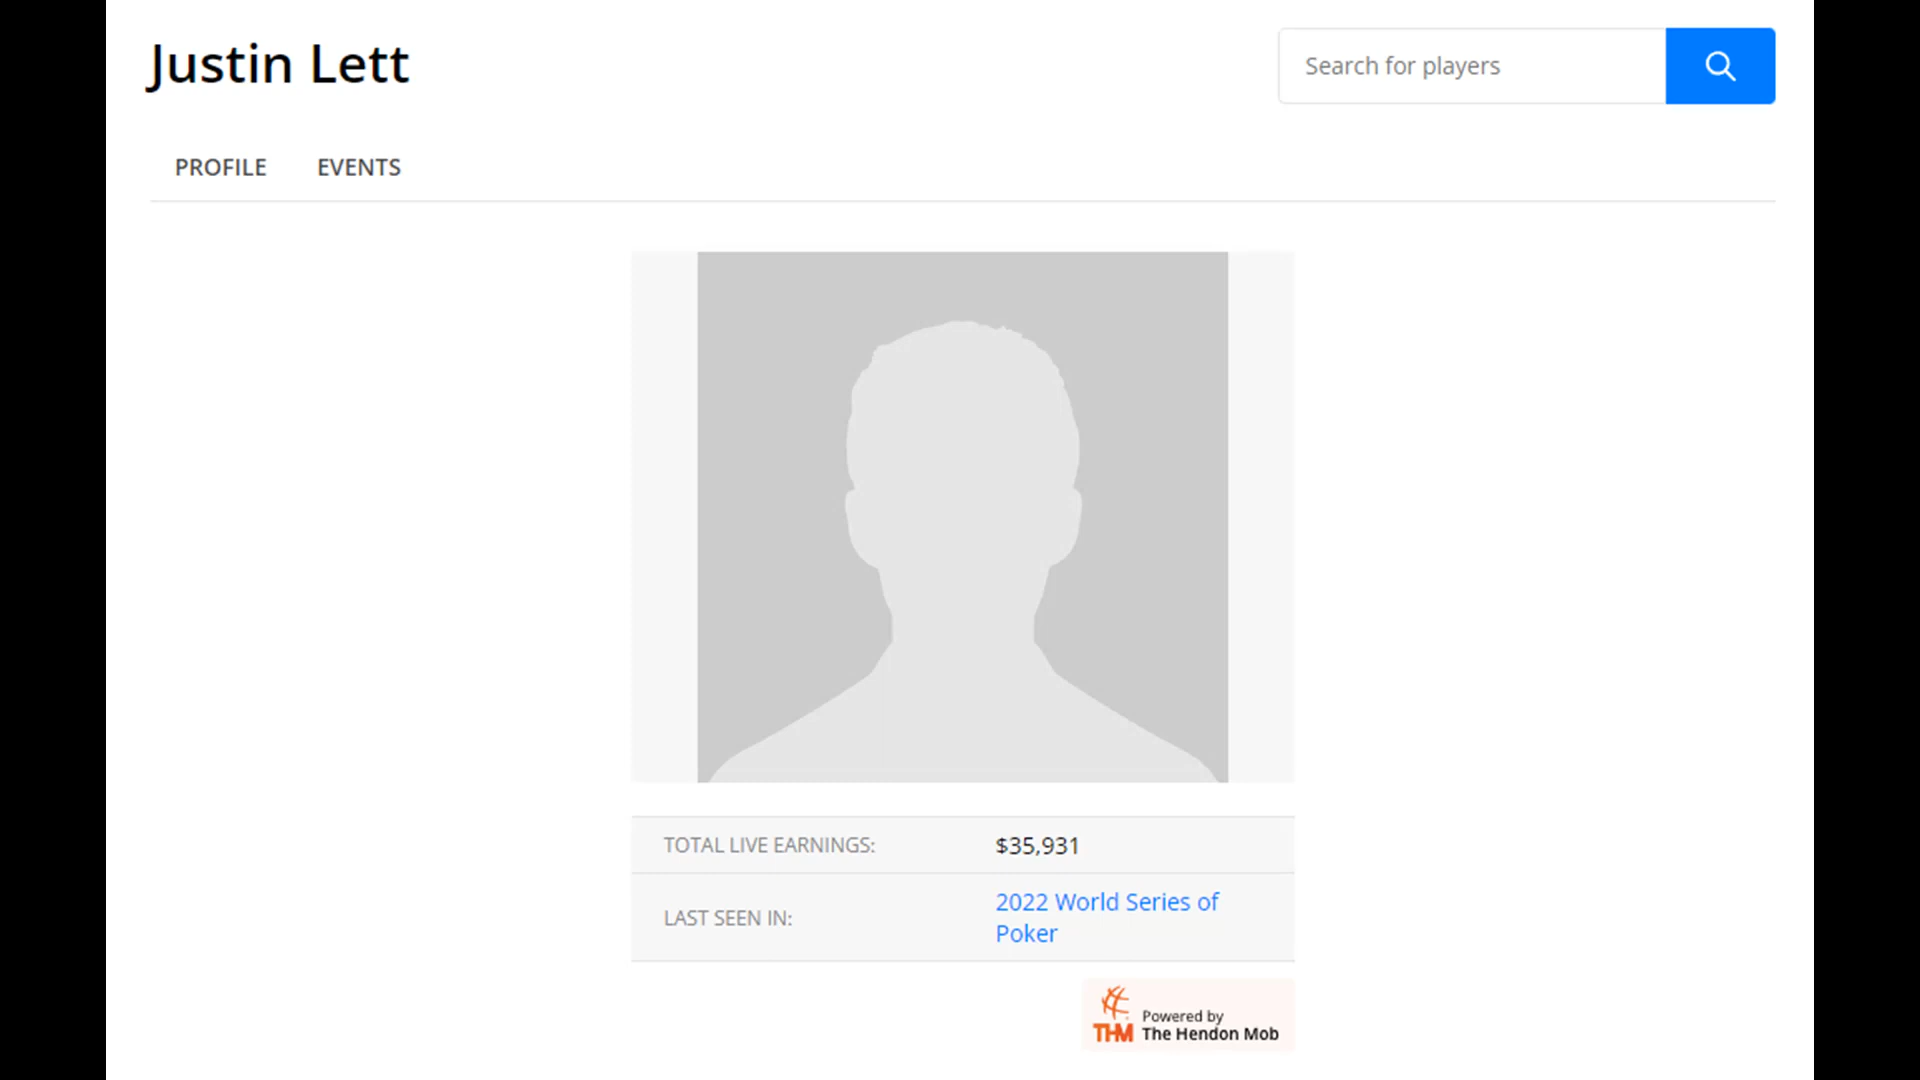 Justin Lett
Search for players
PROFILE EVENTS
TOTAL LIVE EARNINGS: $35,931
LAST SEEN IN: 2022 World Series of
Poker
THM Powered by
The Hendon Mob